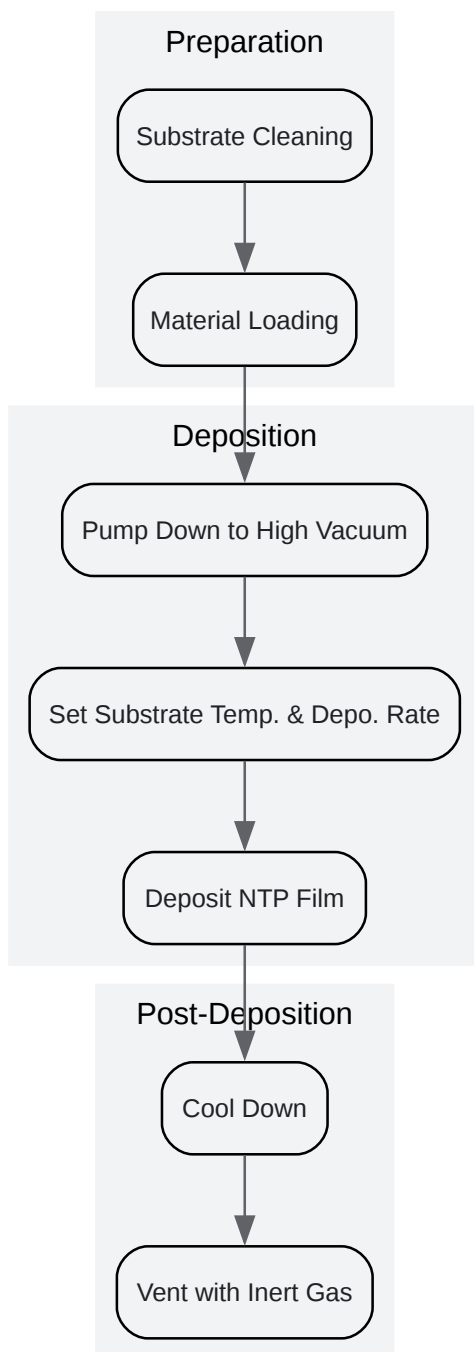 Preparation
Substrate Cleaning
Material Loading
Deposition
Pump Down to High Vacuum
Set Substrate Temp. & Depo. Rate
Deposit NTP Film
Post-Deposition
Cool Down
Vent with Inert Gas